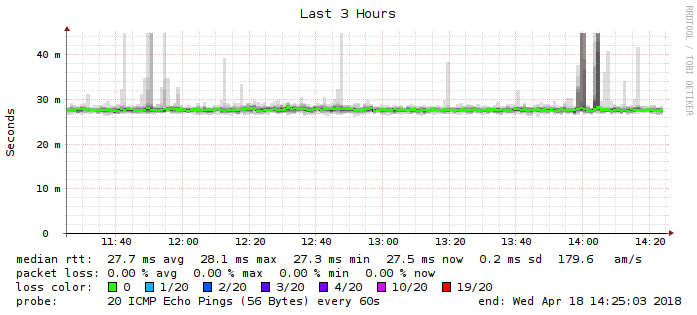 Last 3 Hours
RRDTOOL / TOBI OETIKER
Seconds
40 m
30 m
20 m
10 m
0
11:40 12:00 12:20 12:40 13:00 13:20 13:40 14:00 14:20
median rtt: 27.7 ms avg 28.1 ms max 27.3 ms min 27.5 ms now 0.2 ms sd 179.6 am/s
packet loss: 0.00 % avg 0.00 % max 0.00 % min 0.00 % now
loss color: 0 1/20 2/20 3/20 4/20 10/20 19/20
probe: 20 ICMP Echo Pings (56 Bytes) every 60s end: Wed Apr 18 14:25:03 2018